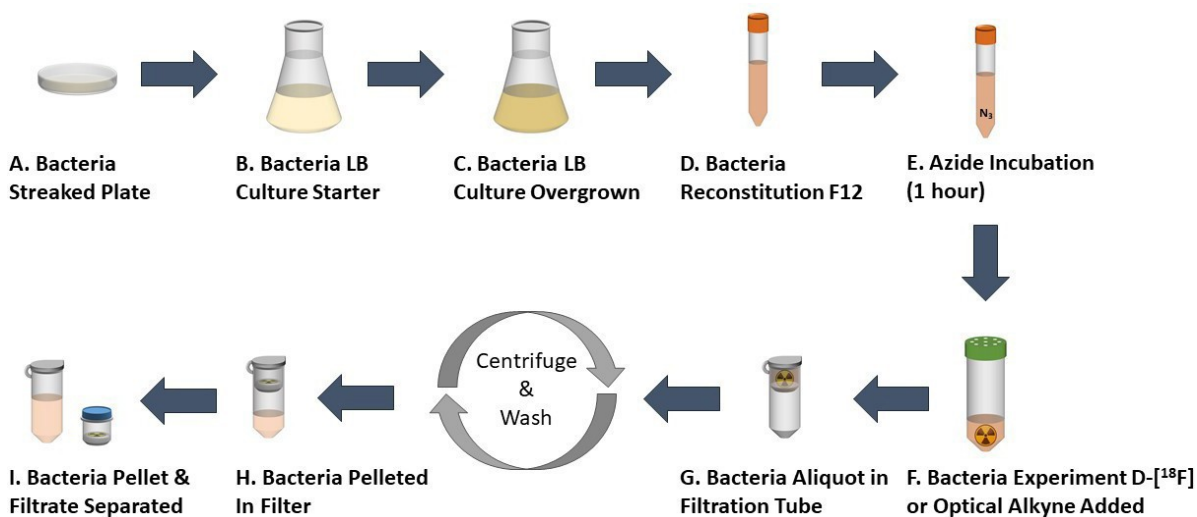 N₃
A. Bacteria
Streaked Plate
B. Bacteria LB
Culture Starter
C. Bacteria LB
Culture Overgrown
D. Bacteria
Reconstitution F12
E. Azide Incubation
(1 hour)
Centrifuge
&
Wash
I. Bacteria Pellet &
Filtrate Separated
H. Bacteria Pelleted
In Filter
G. Bacteria Aliquot in
Filtration Tube
F. Bacteria Experiment D-[¹⁸F]
or Optical Alkyne Added